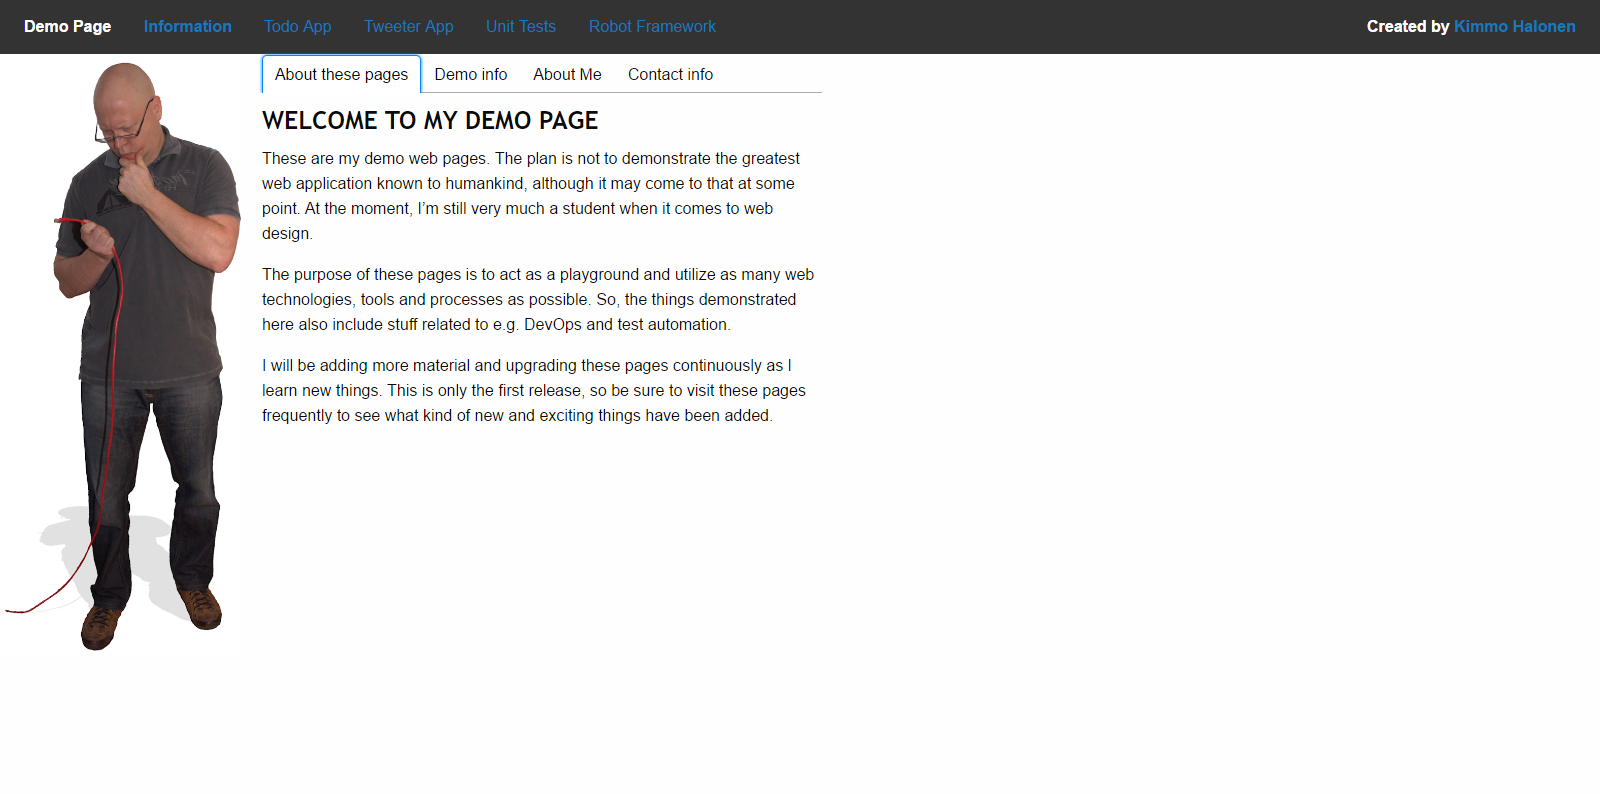 Demo Page Information Todo App Tweeter App Unit Tests Robot Framework Created by Kimmo Halonen
About these pages Demo info About Me Contact info
WELCOME TO MY DEMO PAGE
These are my demo web pages. The plan is not to demonstrate the greatest
web application known to humankind, although it may come to that at some
point. At the moment, I’m still very much a student when it comes to web
design.
The purpose of these pages is to act as a playground and utilize as many web
technologies, tools and processes as possible. So, the things demonstrated
here also include stuff related to e.g. DevOps and test automation.
I will be adding more material and upgrading these pages continuously as I
learn new things. This is only the first release, so be sure to visit these pages
frequently to see what kind of new and exciting things have been added.